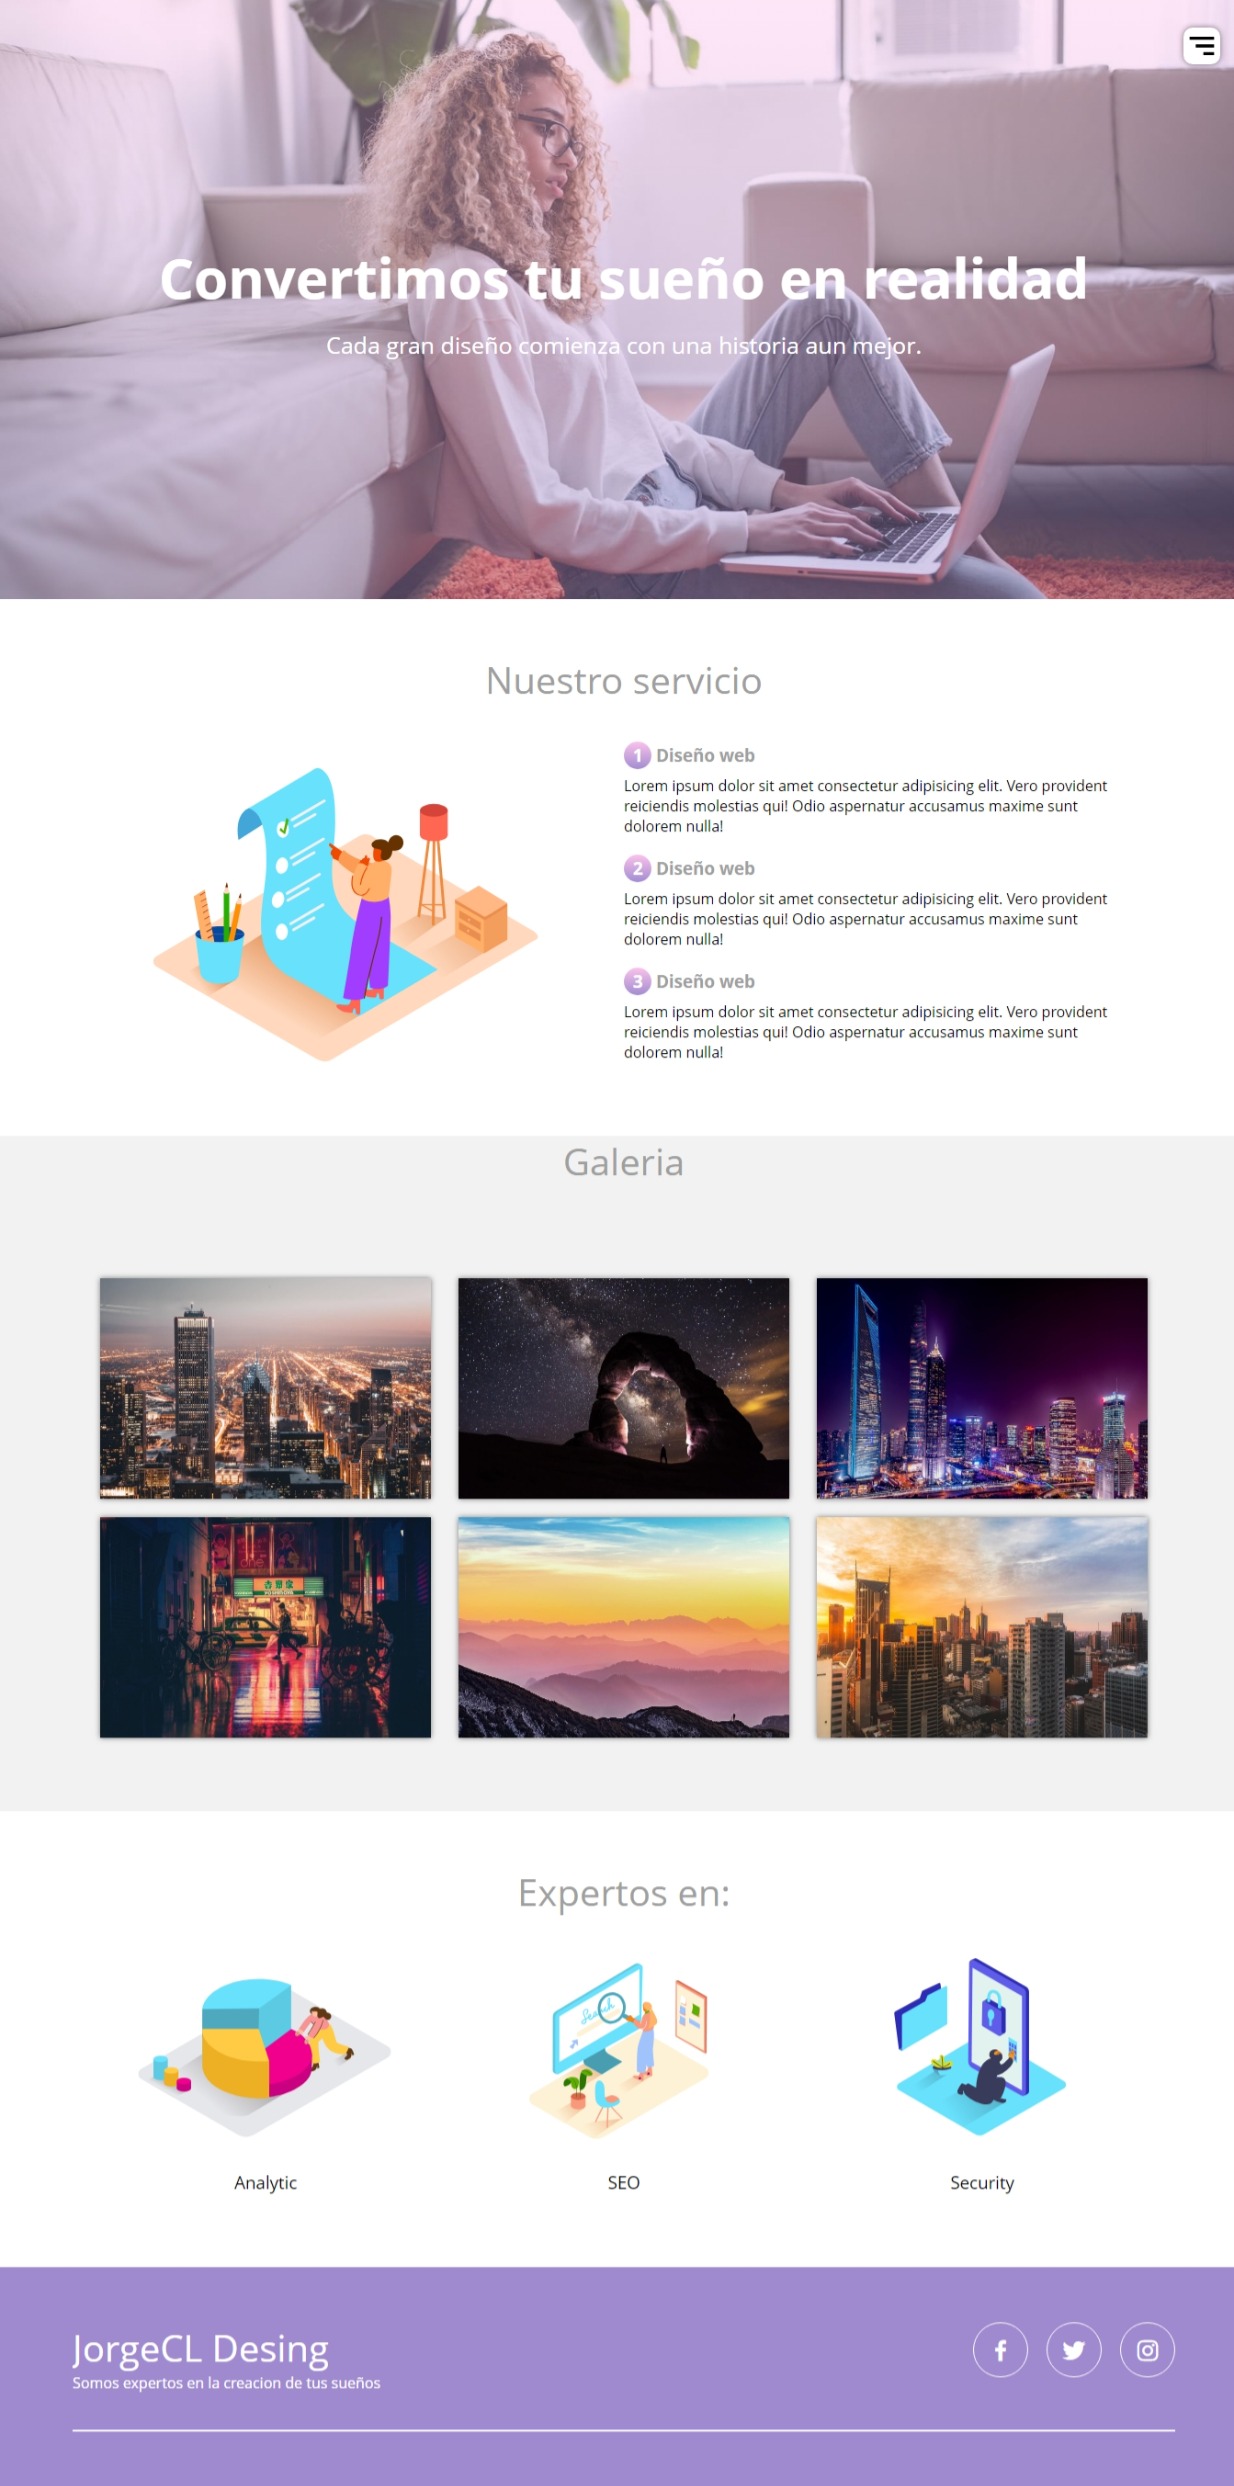 Convertimos tu sueño en realidad
Cada gran diseño comienza con una historia aun mejor.
Nuestro servicio
1 Diseño web
Lorem ipsum dolor sit amet consectetur adipisicing elit. Vero provident
reiciendis molestias qui! Odio aspernatur accusamus maxime sunt
dolorem nulla!
2 Diseño web
Lorem ipsum dolor sit amet consectetur adipisicing elit. Vero provident
reiciendis molestias qui! Odio aspernatur accusamus maxime sunt
dolorem nulla!
3 Diseño web
Lorem ipsum dolor sit amet consectetur adipisicing elit. Vero provident
reiciendis molestias qui! Odio aspernatur accusamus maxime sunt
dolorem nulla!
Galeria
吉野家
Expertos en:
Search
Analytic
SEO
Security
JorgeCL Desing
Somos expertos en la creacion de tus sueños